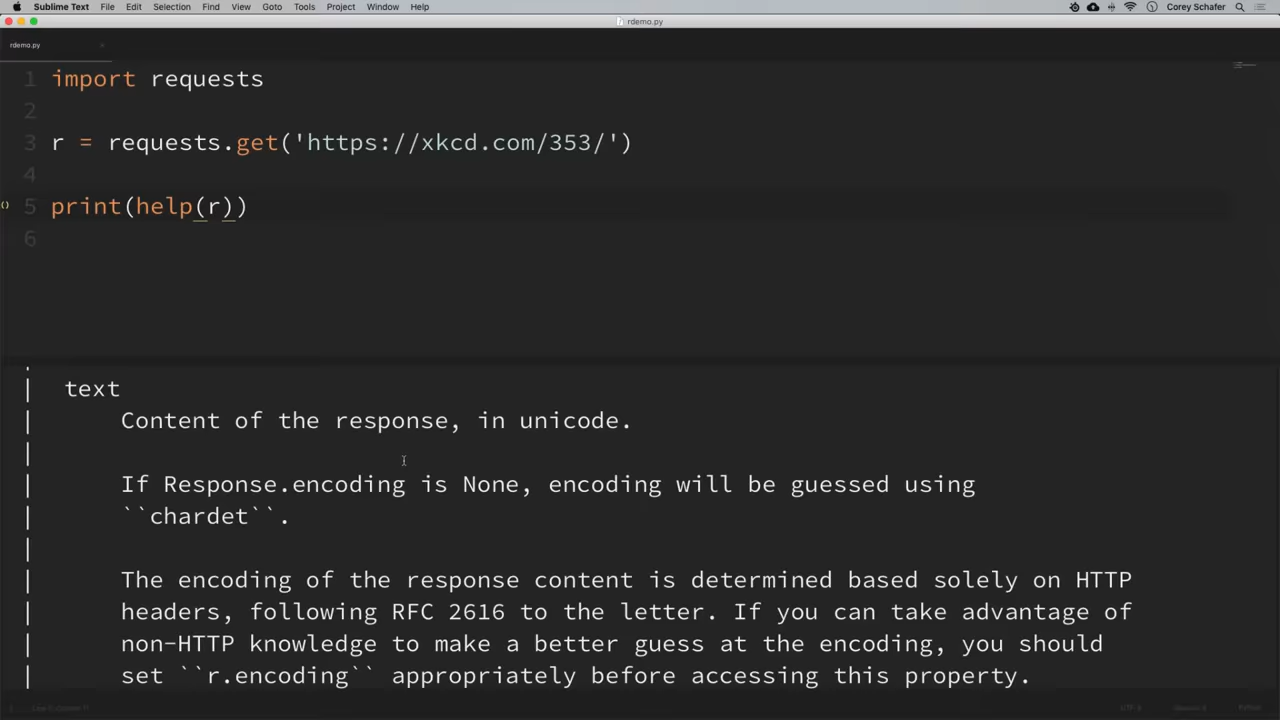 Sublime Text File Edit Selection Find View Goto Tools Project Window Help Corey Schafer
rdemo.py
rdemo.py
1 import requests
2
3 r = requests.get('https://xkcd.com/353/')
4
5 print(help(r))
6
| text
| Content of the response, in unicode.
|
| If Response.encoding is None, encoding will be guessed using
| ``chardet``.
|
| The encoding of the response content is determined based solely on HTTP
| headers, following RFC 2616 to the letter. If you can take advantage of
| non-HTTP knowledge to make a better guess at the encoding, you should
| set ``r.encoding`` appropriately before accessing this property.